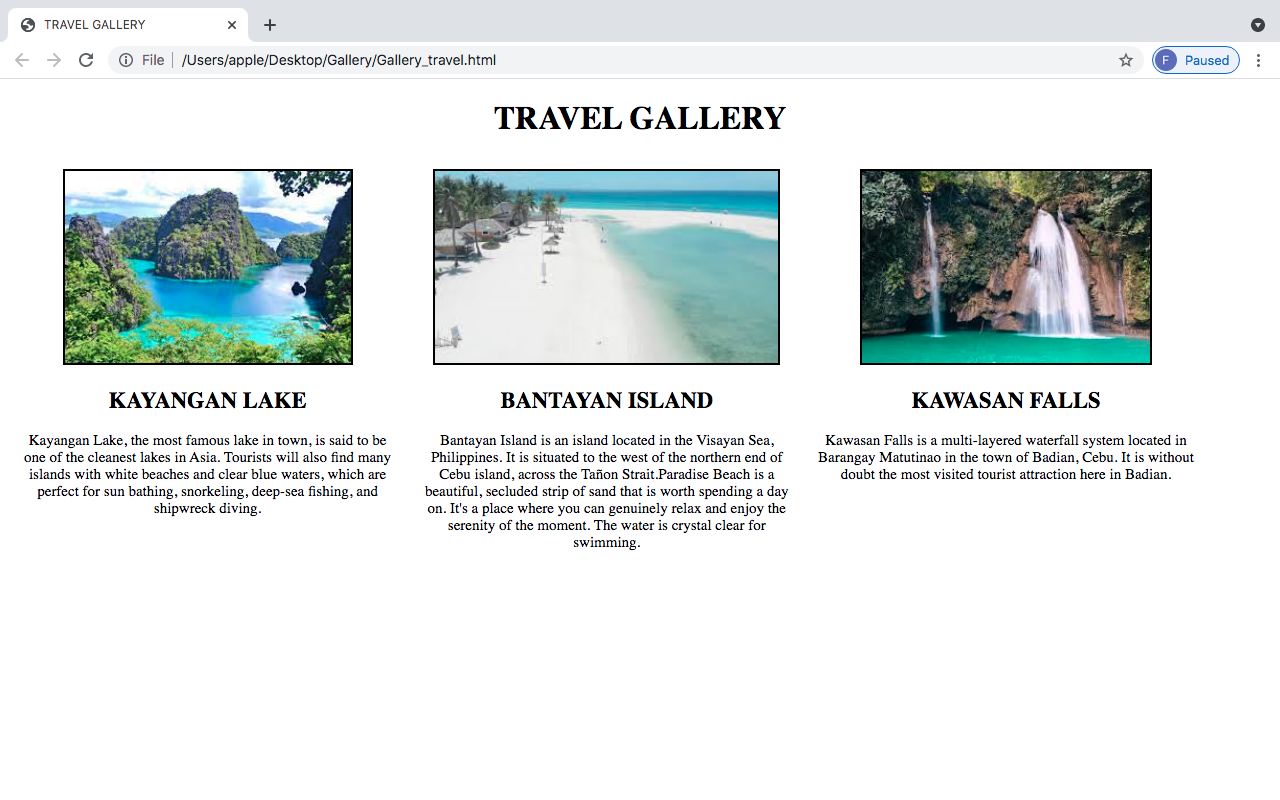 TRAVEL GALLERY
File
/Users/apple/Desktop/Gallery/Gallery_travel.html
F
Paused
TRAVEL GALLERY
KAYANGAN LAKE
Kayangan Lake, the most famous lake in town, is said to be
one of the cleanest lakes in Asia. Tourists will also find many
islands with white beaches and clear blue waters, which are
perfect for sun bathing, snorkeling, deep-sea fishing, and
shipwreck diving.
BANTAYAN ISLAND
Bantayan Island is an island located in the Visayan Sea,
Philippines. It is situated to the west of the northern end of
Cebu island, across the Tañon Strait.Paradise Beach is a
beautiful, secluded strip of sand that is worth spending a day
on. It's a place where you can genuinely relax and enjoy the
serenity of the moment. The water is crystal clear for
swimming.
KAWASAN FALLS
Kawasan Falls is a multi-layered waterfall system located in
Barangay Matutinao in the town of Badian, Cebu. It is without
doubt the most visited tourist attraction here in Badian.